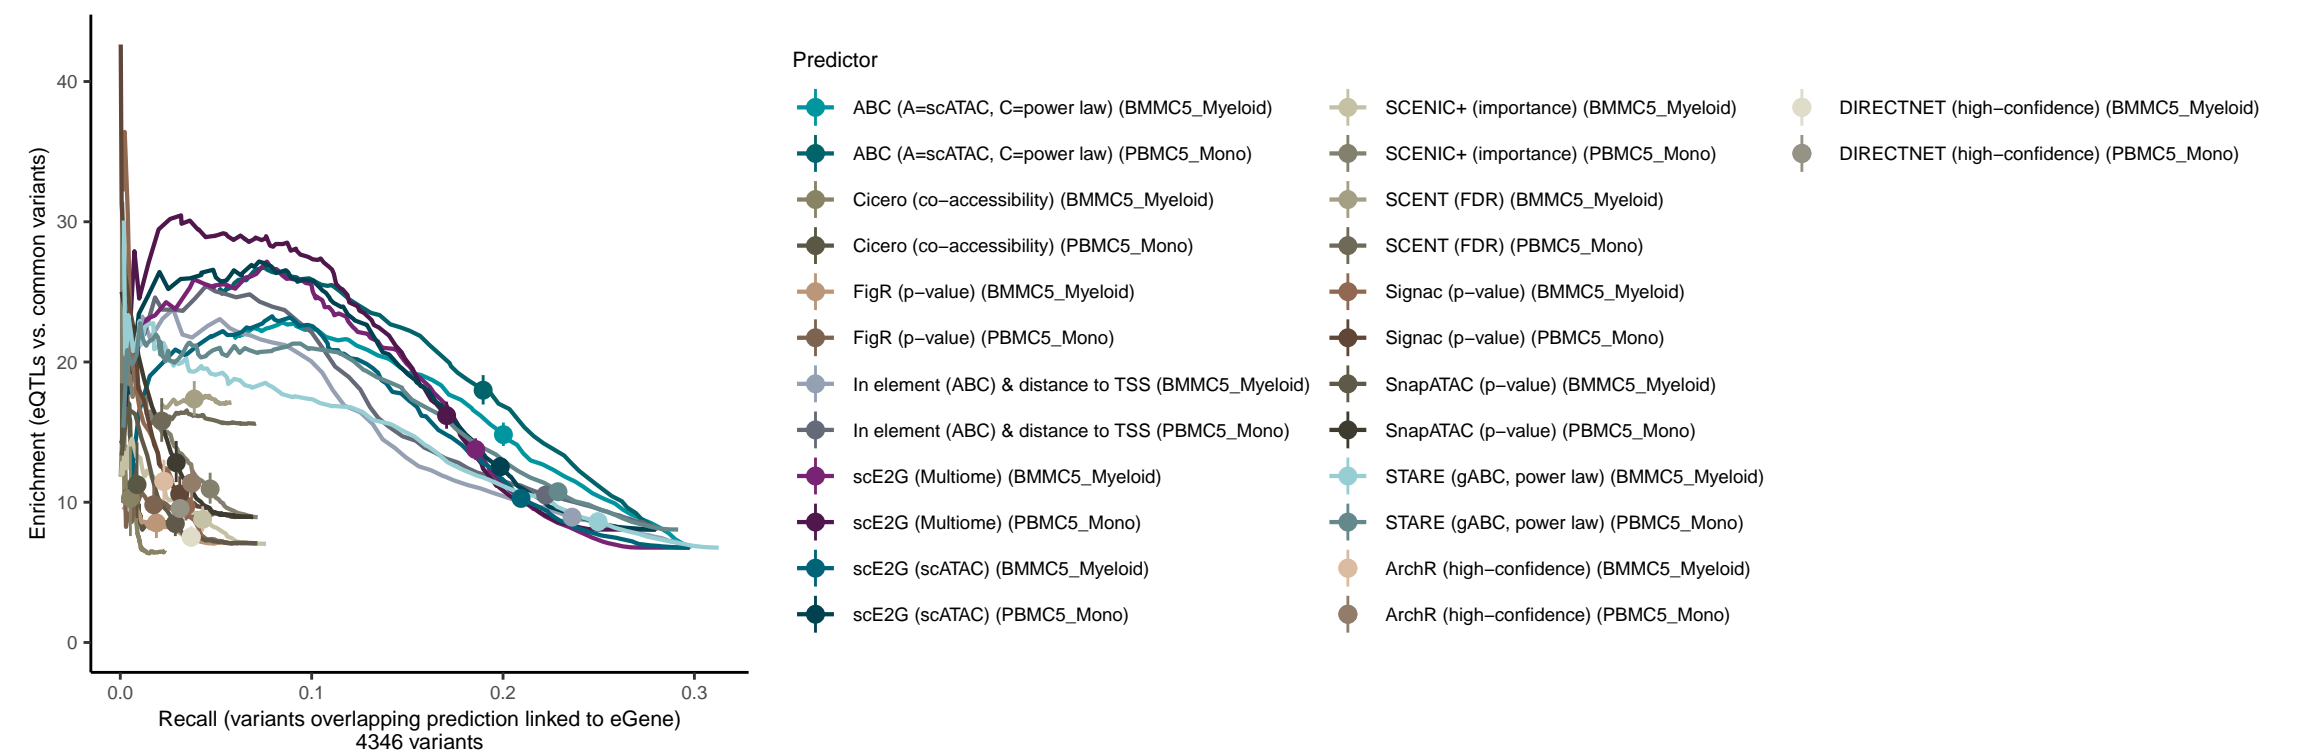 Enrichment (eQTLs vs. common variants)
40
30
20
10
0
0.0
0.1
0.2
0.3
Recall (variants overlapping prediction linked to eGene)
4346 variants
Predictor
ABC (A=scATAC, C=power law) (BMMC5_Myeloid)
ABC (A=scATAC, C=power law) (PBMC5_Mono)
Cicero (co−accessibility) (BMMC5_Myeloid)
Cicero (co−accessibility) (PBMC5_Mono)
FigR (p−value) (BMMC5_Myeloid)
FigR (p−value) (PBMC5_Mono)
In element (ABC) & distance to TSS (BMMC5_Myeloid)
In element (ABC) & distance to TSS (PBMC5_Mono)
scE2G (Multiome) (BMMC5_Myeloid)
scE2G (Multiome) (PBMC5_Mono)
scE2G (scATAC) (BMMC5_Myeloid)
scE2G (scATAC) (PBMC5_Mono)
SCENIC+ (importance) (BMMC5_Myeloid)
SCENIC+ (importance) (PBMC5_Mono)
SCENT (FDR) (BMMC5_Myeloid)
SCENT (FDR) (PBMC5_Mono)
Signac (p−value) (BMMC5_Myeloid)
Signac (p−value) (PBMC5_Mono)
SnapATAC (p−value) (BMMC5_Myeloid)
SnapATAC (p−value) (PBMC5_Mono)
STARE (gABC, power law) (BMMC5_Myeloid)
STARE (gABC, power law) (PBMC5_Mono)
ArchR (high−confidence) (BMMC5_Myeloid)
ArchR (high−confidence) (PBMC5_Mono)
DIRECTNET (high−confidence) (BMMC5_Myeloid)
DIRECTNET (high−confidence) (PBMC5_Mono)